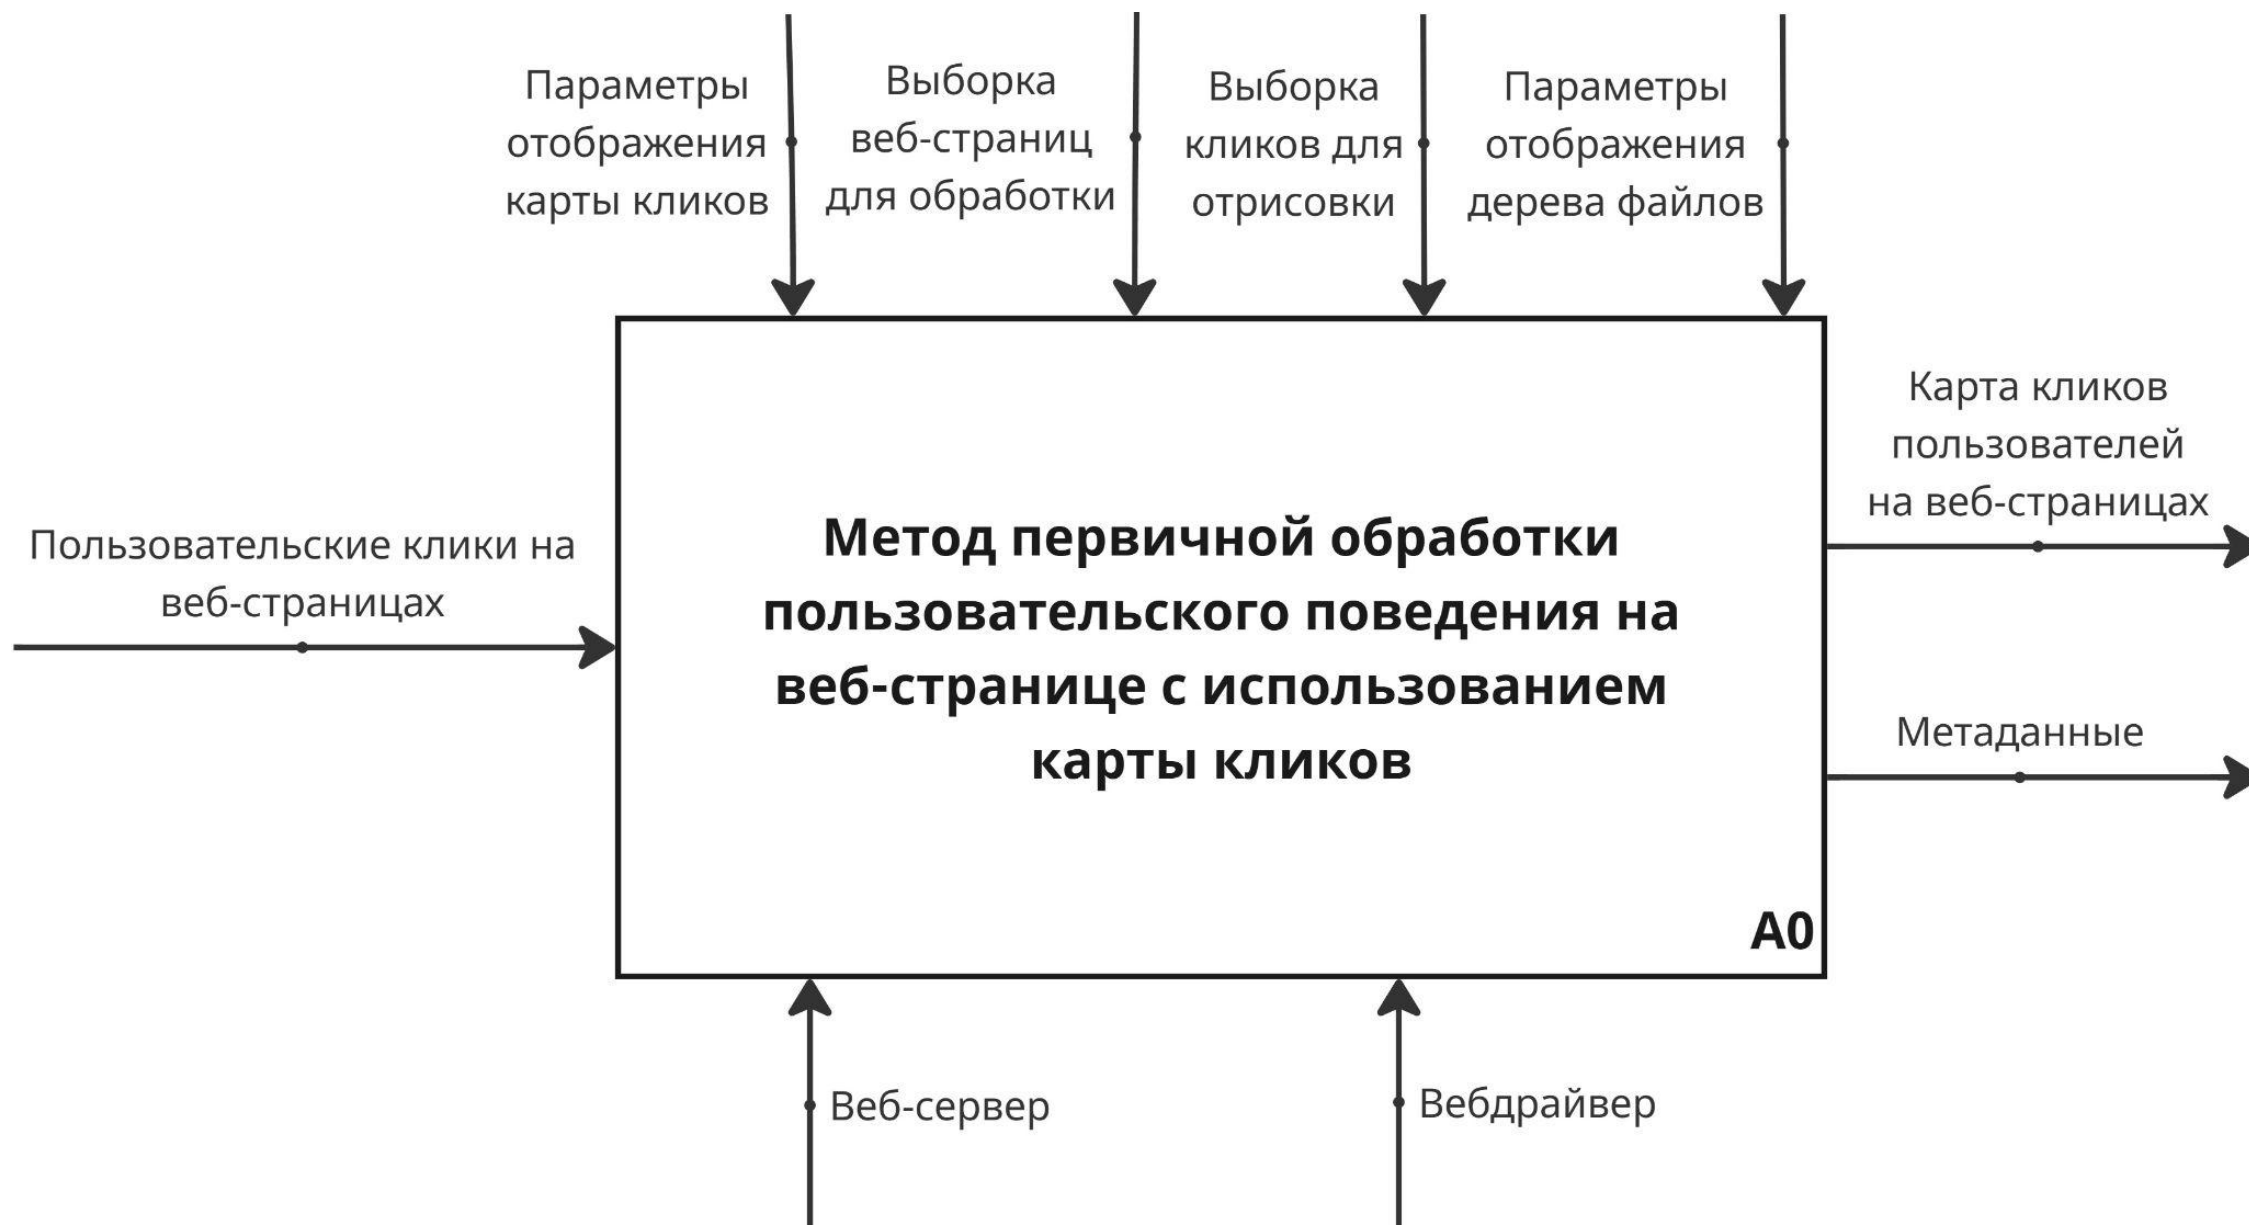 Параметры
отображения
карты кликов
Выборка
веб-страниц
для обработки
Выборка
кликов для
отрисовки
Параметры
отображения
дерева файлов
Пользовательские клики на
веб-страницах
Метод первичной обработки
пользовательского поведения на
веб-странице с использованием
карты кликов
A0
Карта кликов
пользователей
на веб-страницах
Метаданные
Веб-сервер
Вебдрайвер